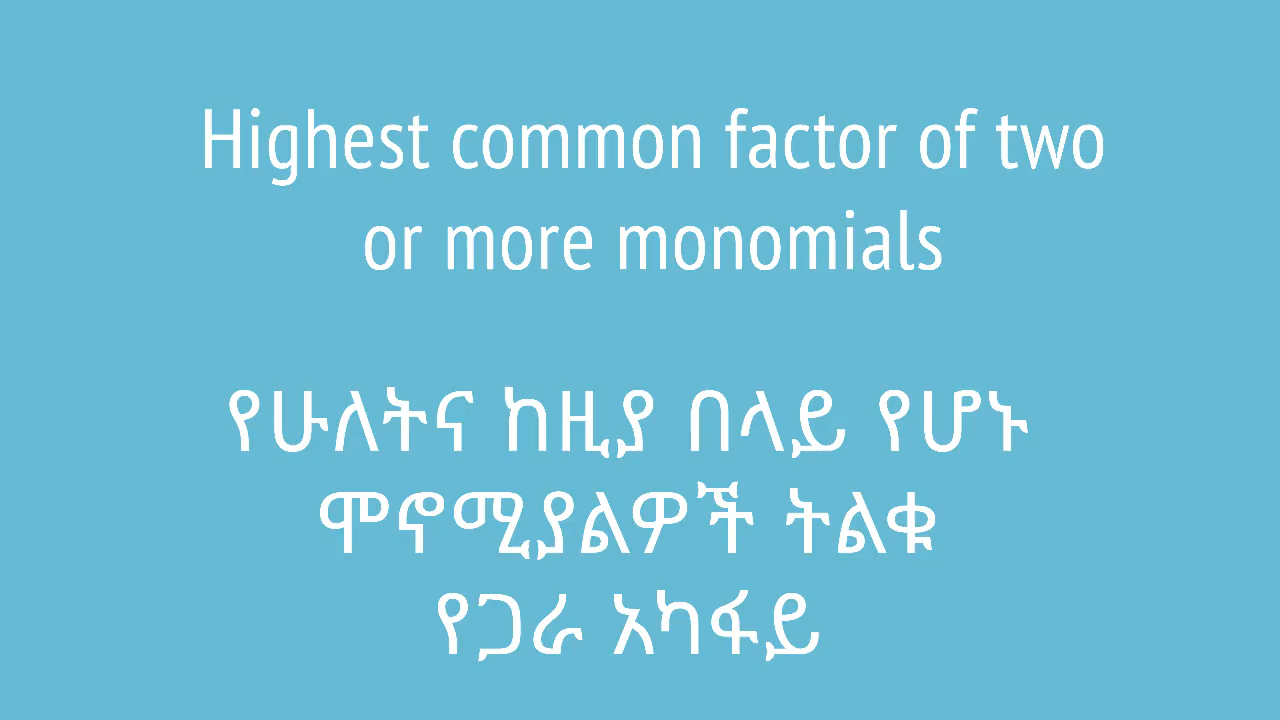 Highest common factor of two
or more monomials
የሁለትና ከዚያ በላይ የሆኑ
ሞኖሚያልዎች ትልቁ
የጋራ አካፋይ